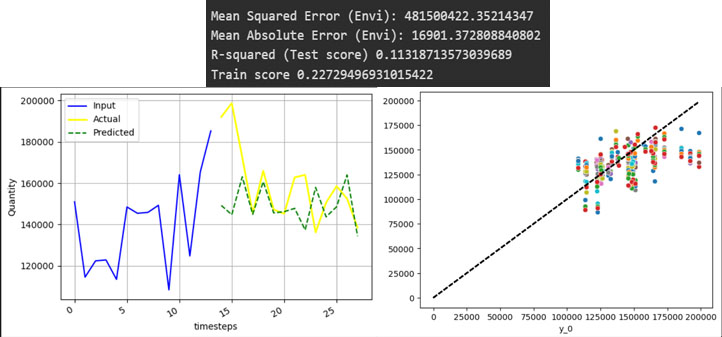 Mean Squared Error (Envi): 481500422.35214347
Mean Absolute Error (Envi): 16901.372808840802
R-squared (Test score) 0.11318713573039689
Train score 0.22729496931015422
200000
180000
160000
140000
120000
Quantity
Input
Actual
Predicted
0 5 10 15 20 25
timesteps
200000
175000
150000
125000
100000
75000
50000
25000
0
0 25000 50000 75000 100000 125000 150000 175000 200000
y_0